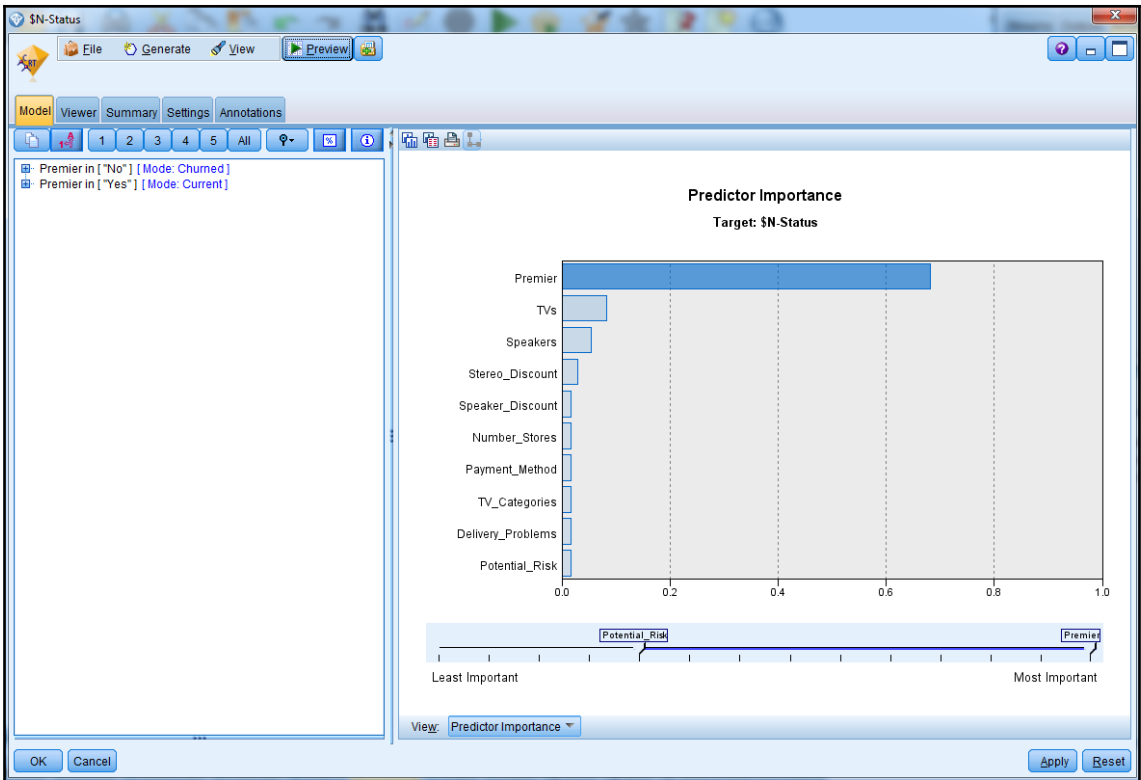 $N-Status
File Generate View Preview
C&RT
Model Viewer Summary Settings Annotations
1 2 3 4 5 All %
Premier in [ "No" ] [ Mode: Churned ]
Premier in [ "Yes" ] [ Mode: Current ]
Predictor Importance
Target: $N-Status
Premier
TVs
Speakers
Stereo_Discount
Speaker_Discount
Number_Stores
Payment_Method
TV_Categories
Delivery_Problems
Potential_Risk
0.0 0.2 0.4 0.6 0.8 1.0
Potential_Risk Premier
Least Important Most Important
View: Predictor Importance
OK Cancel Apply Reset